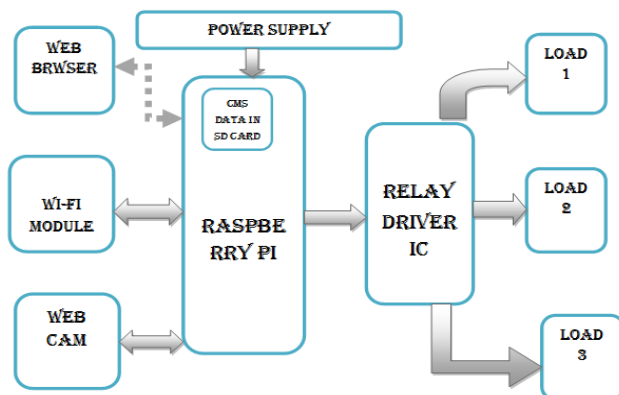 POWER SUPPLY
WEB
BRWSER
CMS
DATA IN
SD CARD
WI-FI
MODULE
RASPBE
RRY PI
WEB
CAM
RELAY
DRIVER
IC
LOAD
1
LOAD
2
LOAD
3